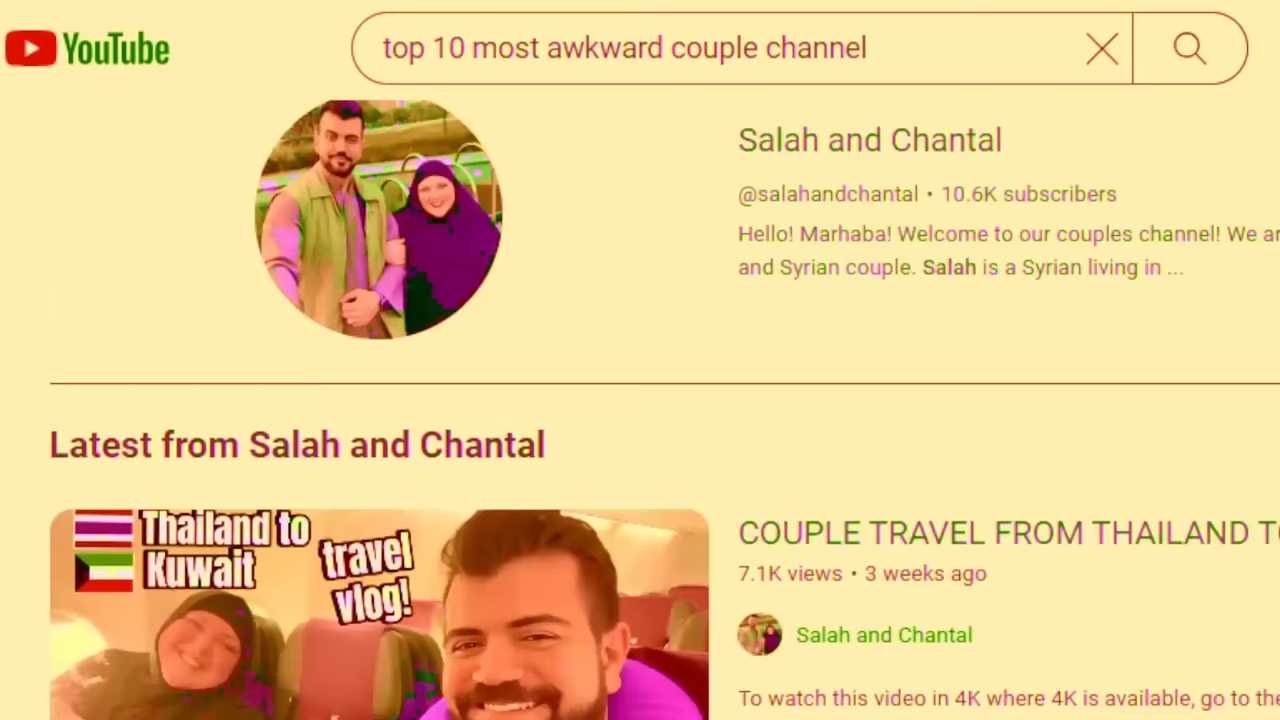 YouTube
top 10 most awkward couple channel
Salah and Chantal
@salahandchantal • 10.6K subscribers
Hello! Marhaba! Welcome to our couples channel! We
and Syrian couple. Salah is a Syrian living in ...
Latest from Salah and Chantal
Thailand to
Kuwait
travel
vlog!
COUPLE TRAVEL FROM THAILAND
7.1K views • 3 weeks ago
Salah and Chantal
To watch this video in 4K where 4K is available, go to the